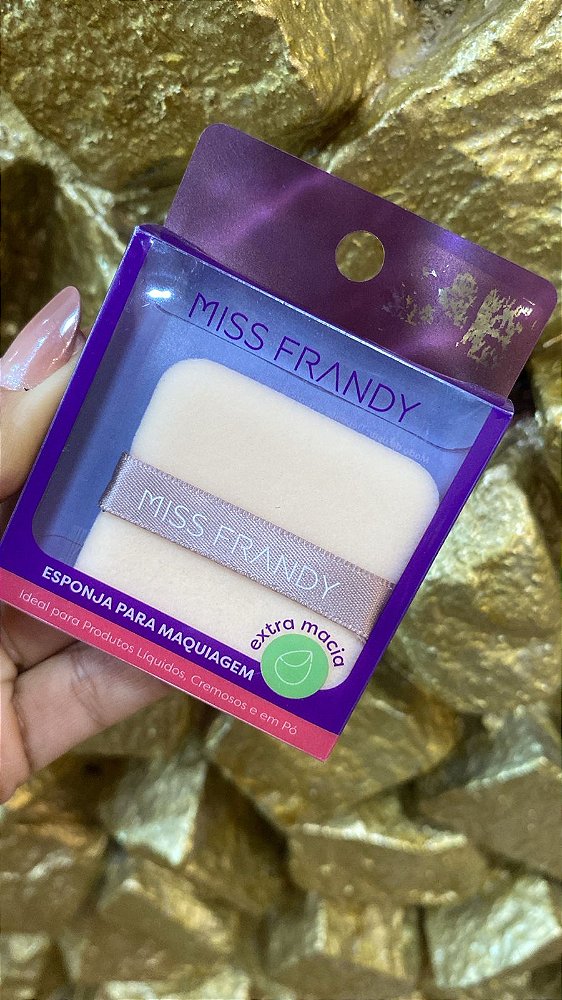 MISS FRANDY
MISS FRANDY
extra macia
ESPONJA PARA MAQUIAGEM
Ideal para Produtos Líquidos, Cremosos e em Pó